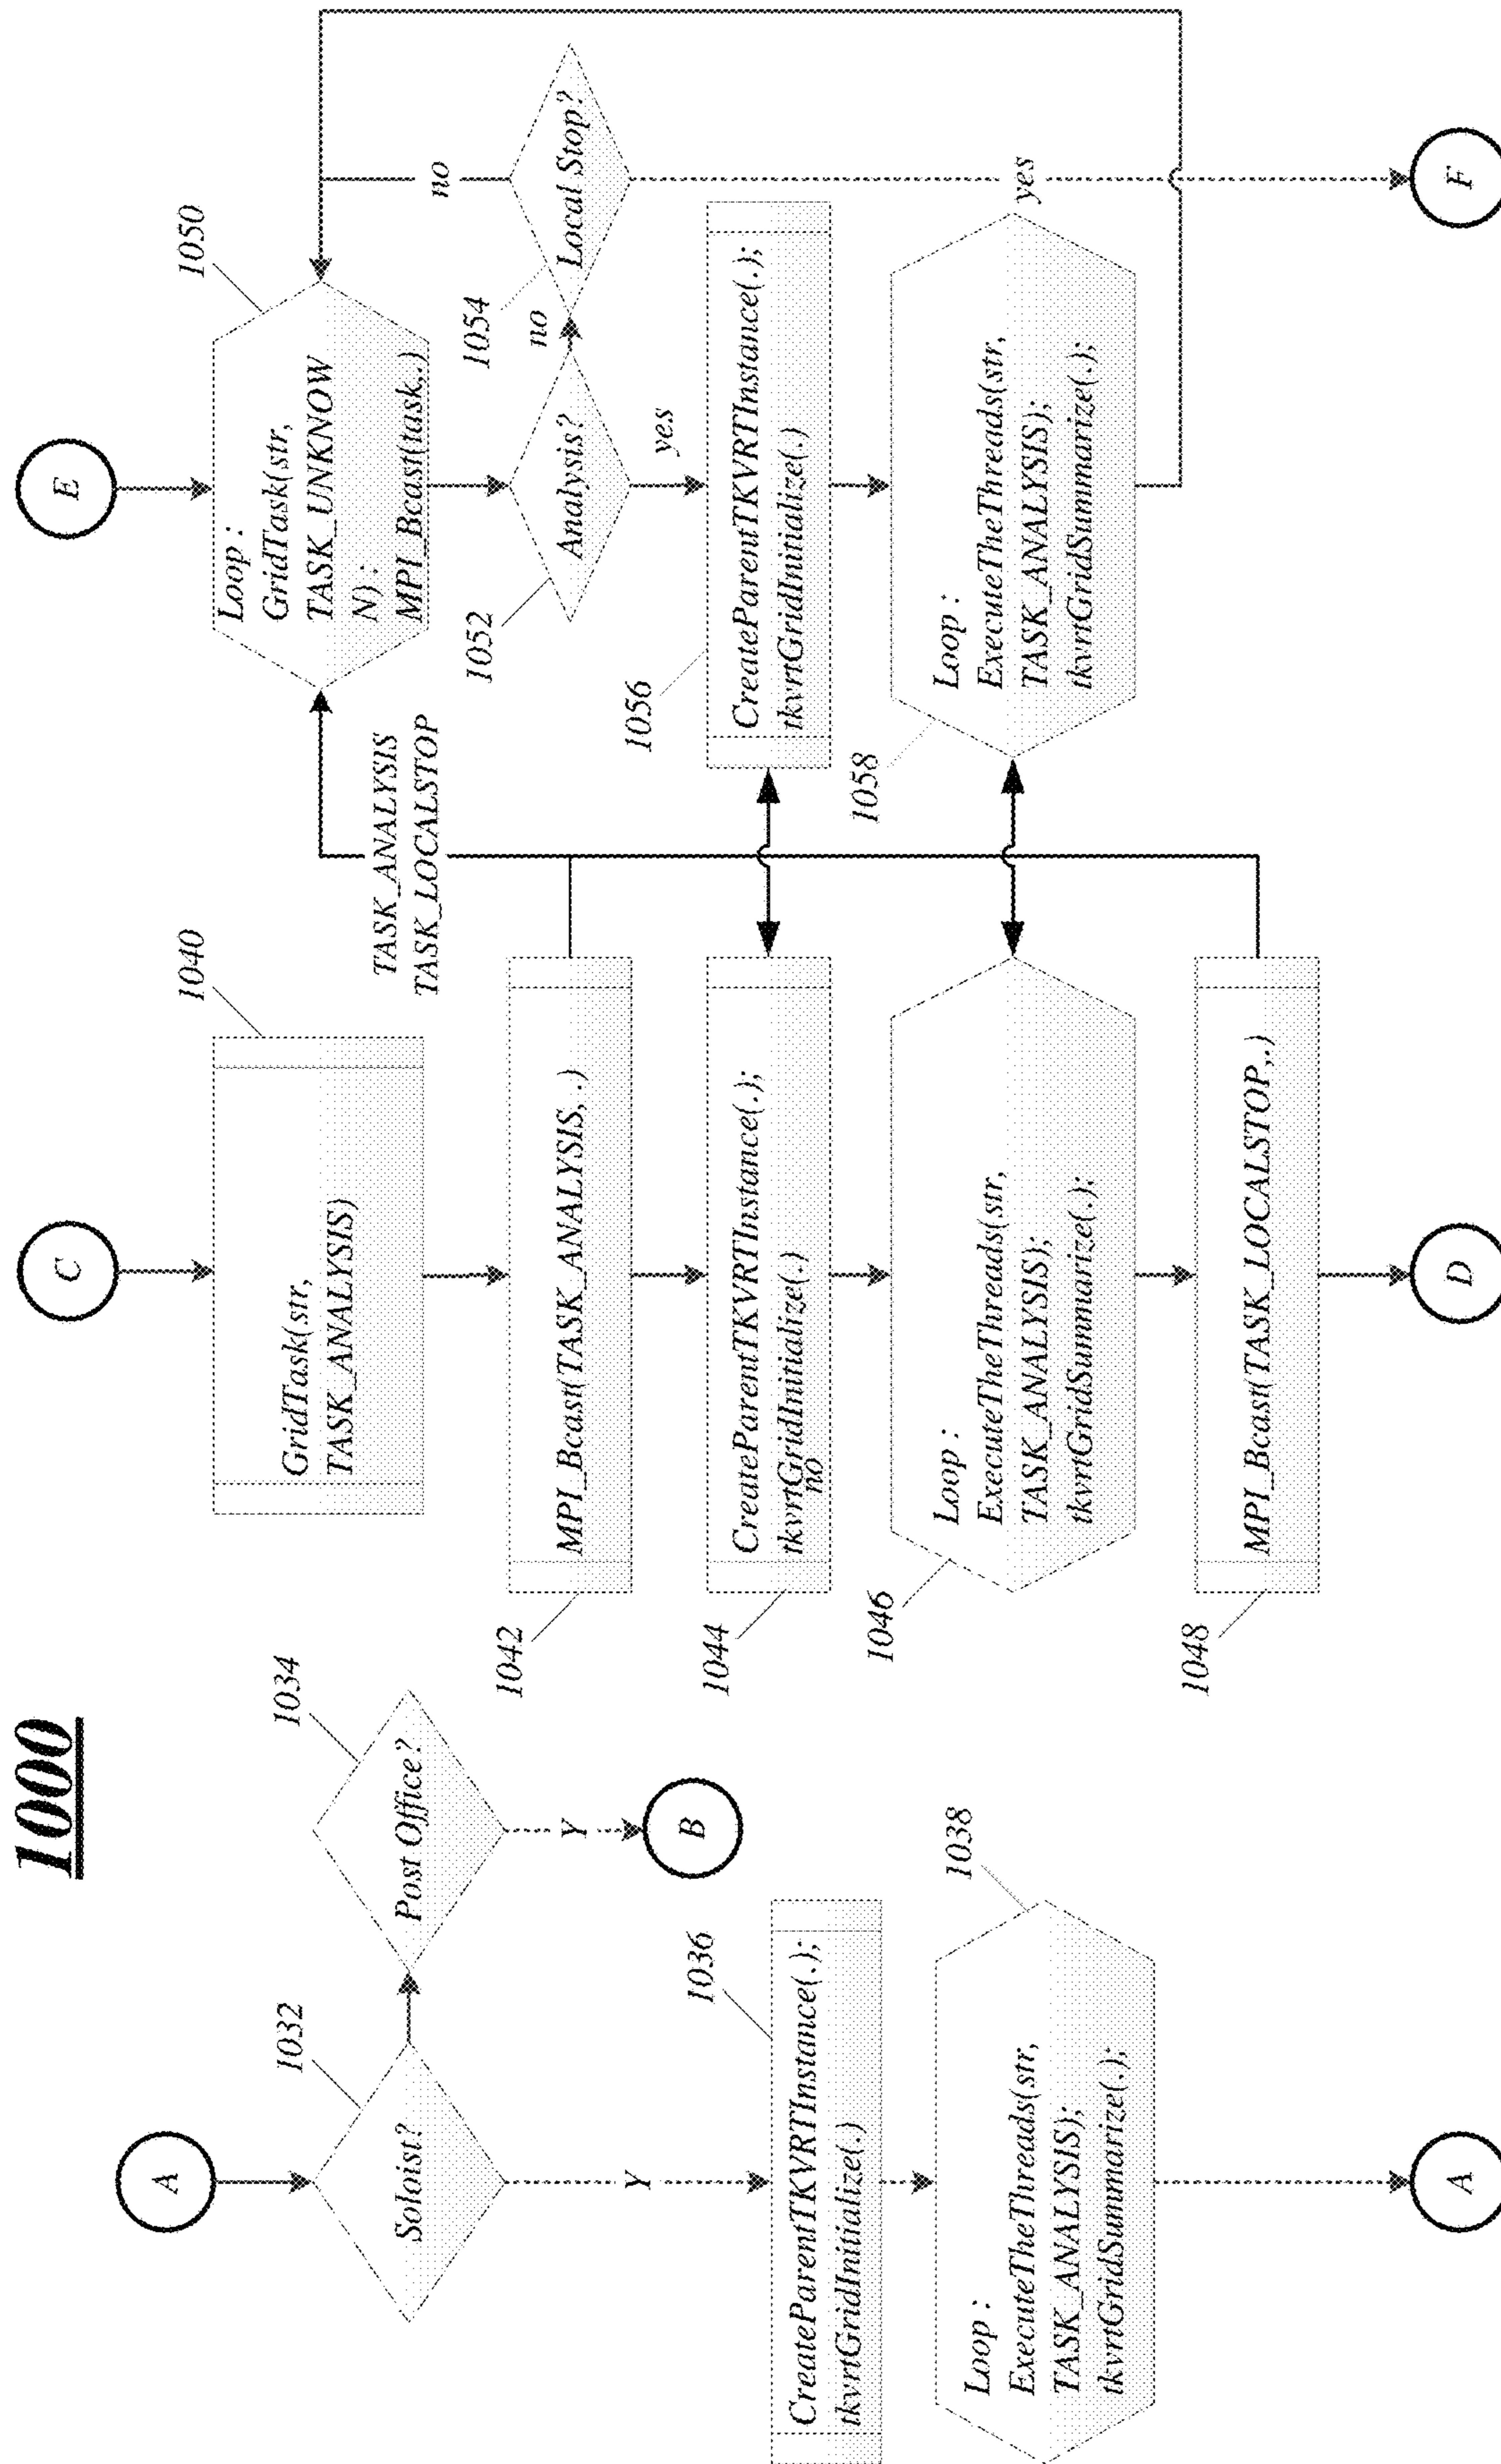 1000
A
Soloist?
1032
Post Office?
1034
Y
B
Y
CreateParentTKVRTInstance(.);
tkvrtGridInitialize(.)
1036
Loop :
ExecuteTheThreads(str,
TASK_ANALYSIS);
tkvrtGridSummarize(.);
1038
A
C
GridTask(str,
TASK_ANALYSIS)
1040
MPI_Bcast(TASK_ANALYSIS, .)
1042
CreateParentTKVRTInstance(.);
tkvrtGridInitialize(.)
no
1044
Loop :
ExecuteTheThreads(str,
TASK_ANALYSIS);
tkvrtGridSummarize(.);
1046
MPI_Bcast(TASK_LOCALSTOP,.)
1048
D
TASK_ANALYSIS
TASK_LOCALSTOP
E
Loop :
GridTask(str,
TASK_UNKNOW
N) ;
MPI_Bcast(task,.)
1050
Analysis?
1052
no
Local Stop?
1054
no
yes
CreateParentTKVRTInstance(.);
tkvrtGridInitialize(.)
1056
Loop :
ExecuteTheThreads(str,
TASK_ANALYSIS);
tkvrtGridSummarize(.);
1058
yes
F